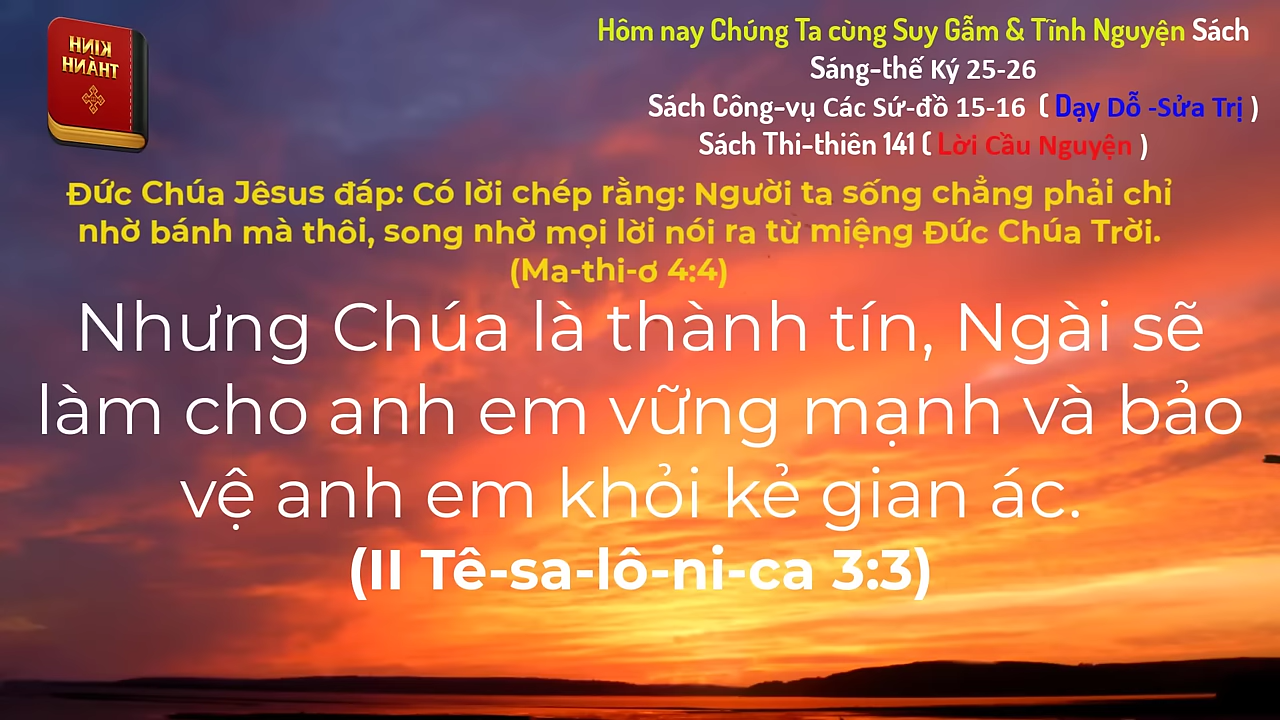 KINH
THÀNH
Hôm nay Chúng Ta cùng Suy Gẫm & Tĩnh Nguyện Sách
Sáng-thế Ký 25-26
Sách Công-vụ Các Sứ-đồ 15-16 ( Dạy Dỗ -Sửa Trị )
Sách Thi-thiên 141 ( Lời Cầu Nguyện )
Đức Chúa Jêsus đáp: Có lời chép rằng: Người ta sống chẳng phải chỉ
nhờ bánh mà thôi, song nhờ mọi lời nói ra từ miệng Đức Chúa Trời.
(Ma-thi-ơ 4:4)
Nhưng Chúa là thành tín, Ngài sẽ
làm cho anh em vững mạnh và bảo
vệ anh em khỏi kẻ gian ác.
(II Tê-sa-lô-ni-ca 3:3)